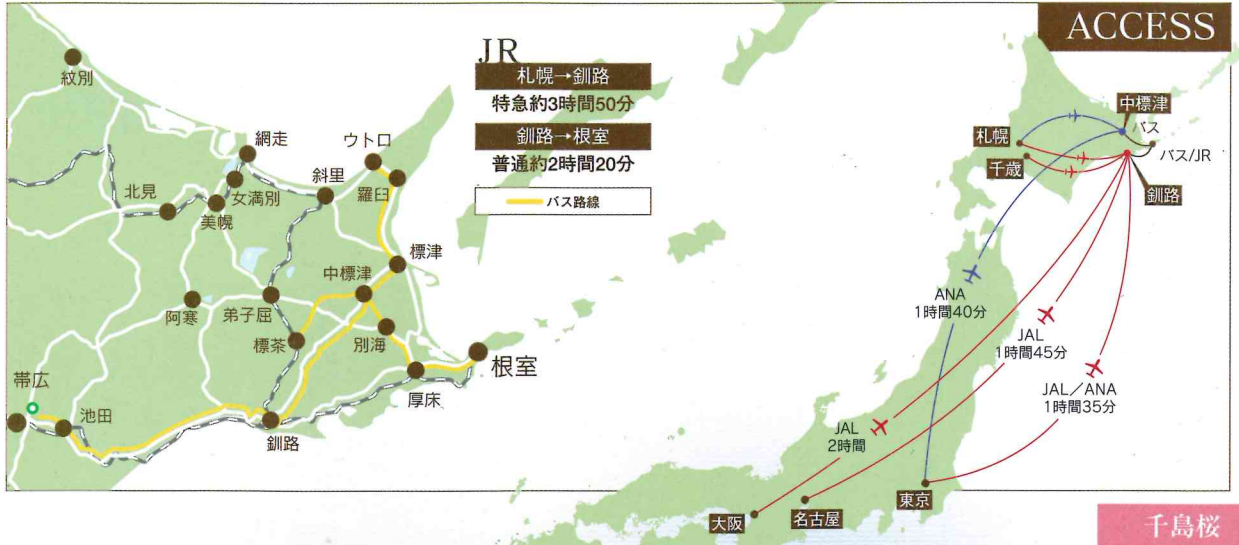 ACCESS
JR
札幌→釧路
特急約3時間50分
釧路→根室
普通約2時間20分
バス路線
紋別
網走
ウトロ
女満別
斜里
羅臼
北見
美幌
標津
中標津
阿寒
弟子屈
標茶
別海
根室
厚床
帯広
池田
釧路
中標津
札幌
バス
千歳
バス/JR
釧路
ANA
1時間40分
JAL
1時間45分
JAL/ANA
1時間35分
JAL
2時間
東京
名古屋
大阪
千島桜